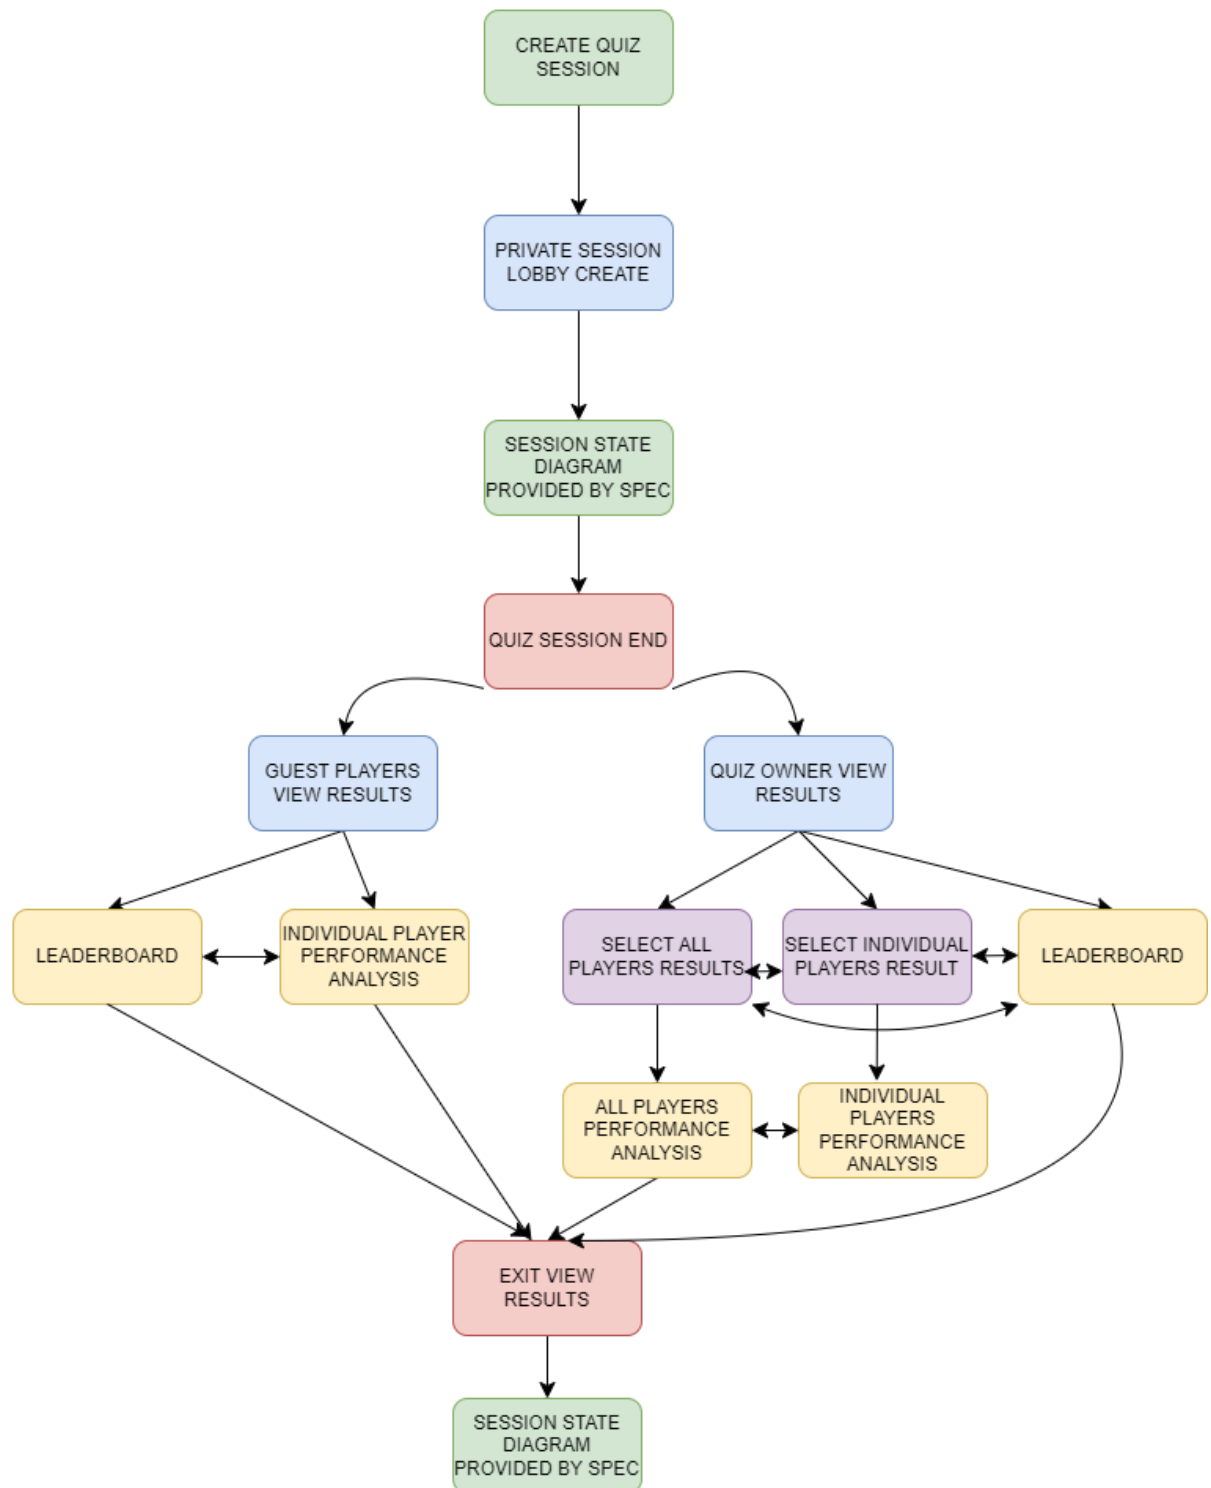 CREATE QUIZ
SESSION
PRIVATE SESSION
LOBBY CREATE
SESSION STATE
DIAGRAM
PROVIDED BY SPEC
QUIZ SESSION END
GUEST PLAYERS
VIEW RESULTS
QUIZ OWNER VIEW
RESULTS
LEADERBOARD
INDIVIDUAL PLAYER
PERFORMANCE
ANALYSIS
SELECT ALL
PLAYERS RESULTS
SELECT INDIVIDUAL
PLAYERS RESULT
LEADERBOARD
ALL PLAYERS
PERFORMANCE
ANALYSIS
INDIVIDUAL
PLAYERS
PERFORMANCE
ANALYSIS
EXIT VIEW
RESULTS
SESSION STATE
DIAGRAM
PROVIDED BY SPEC